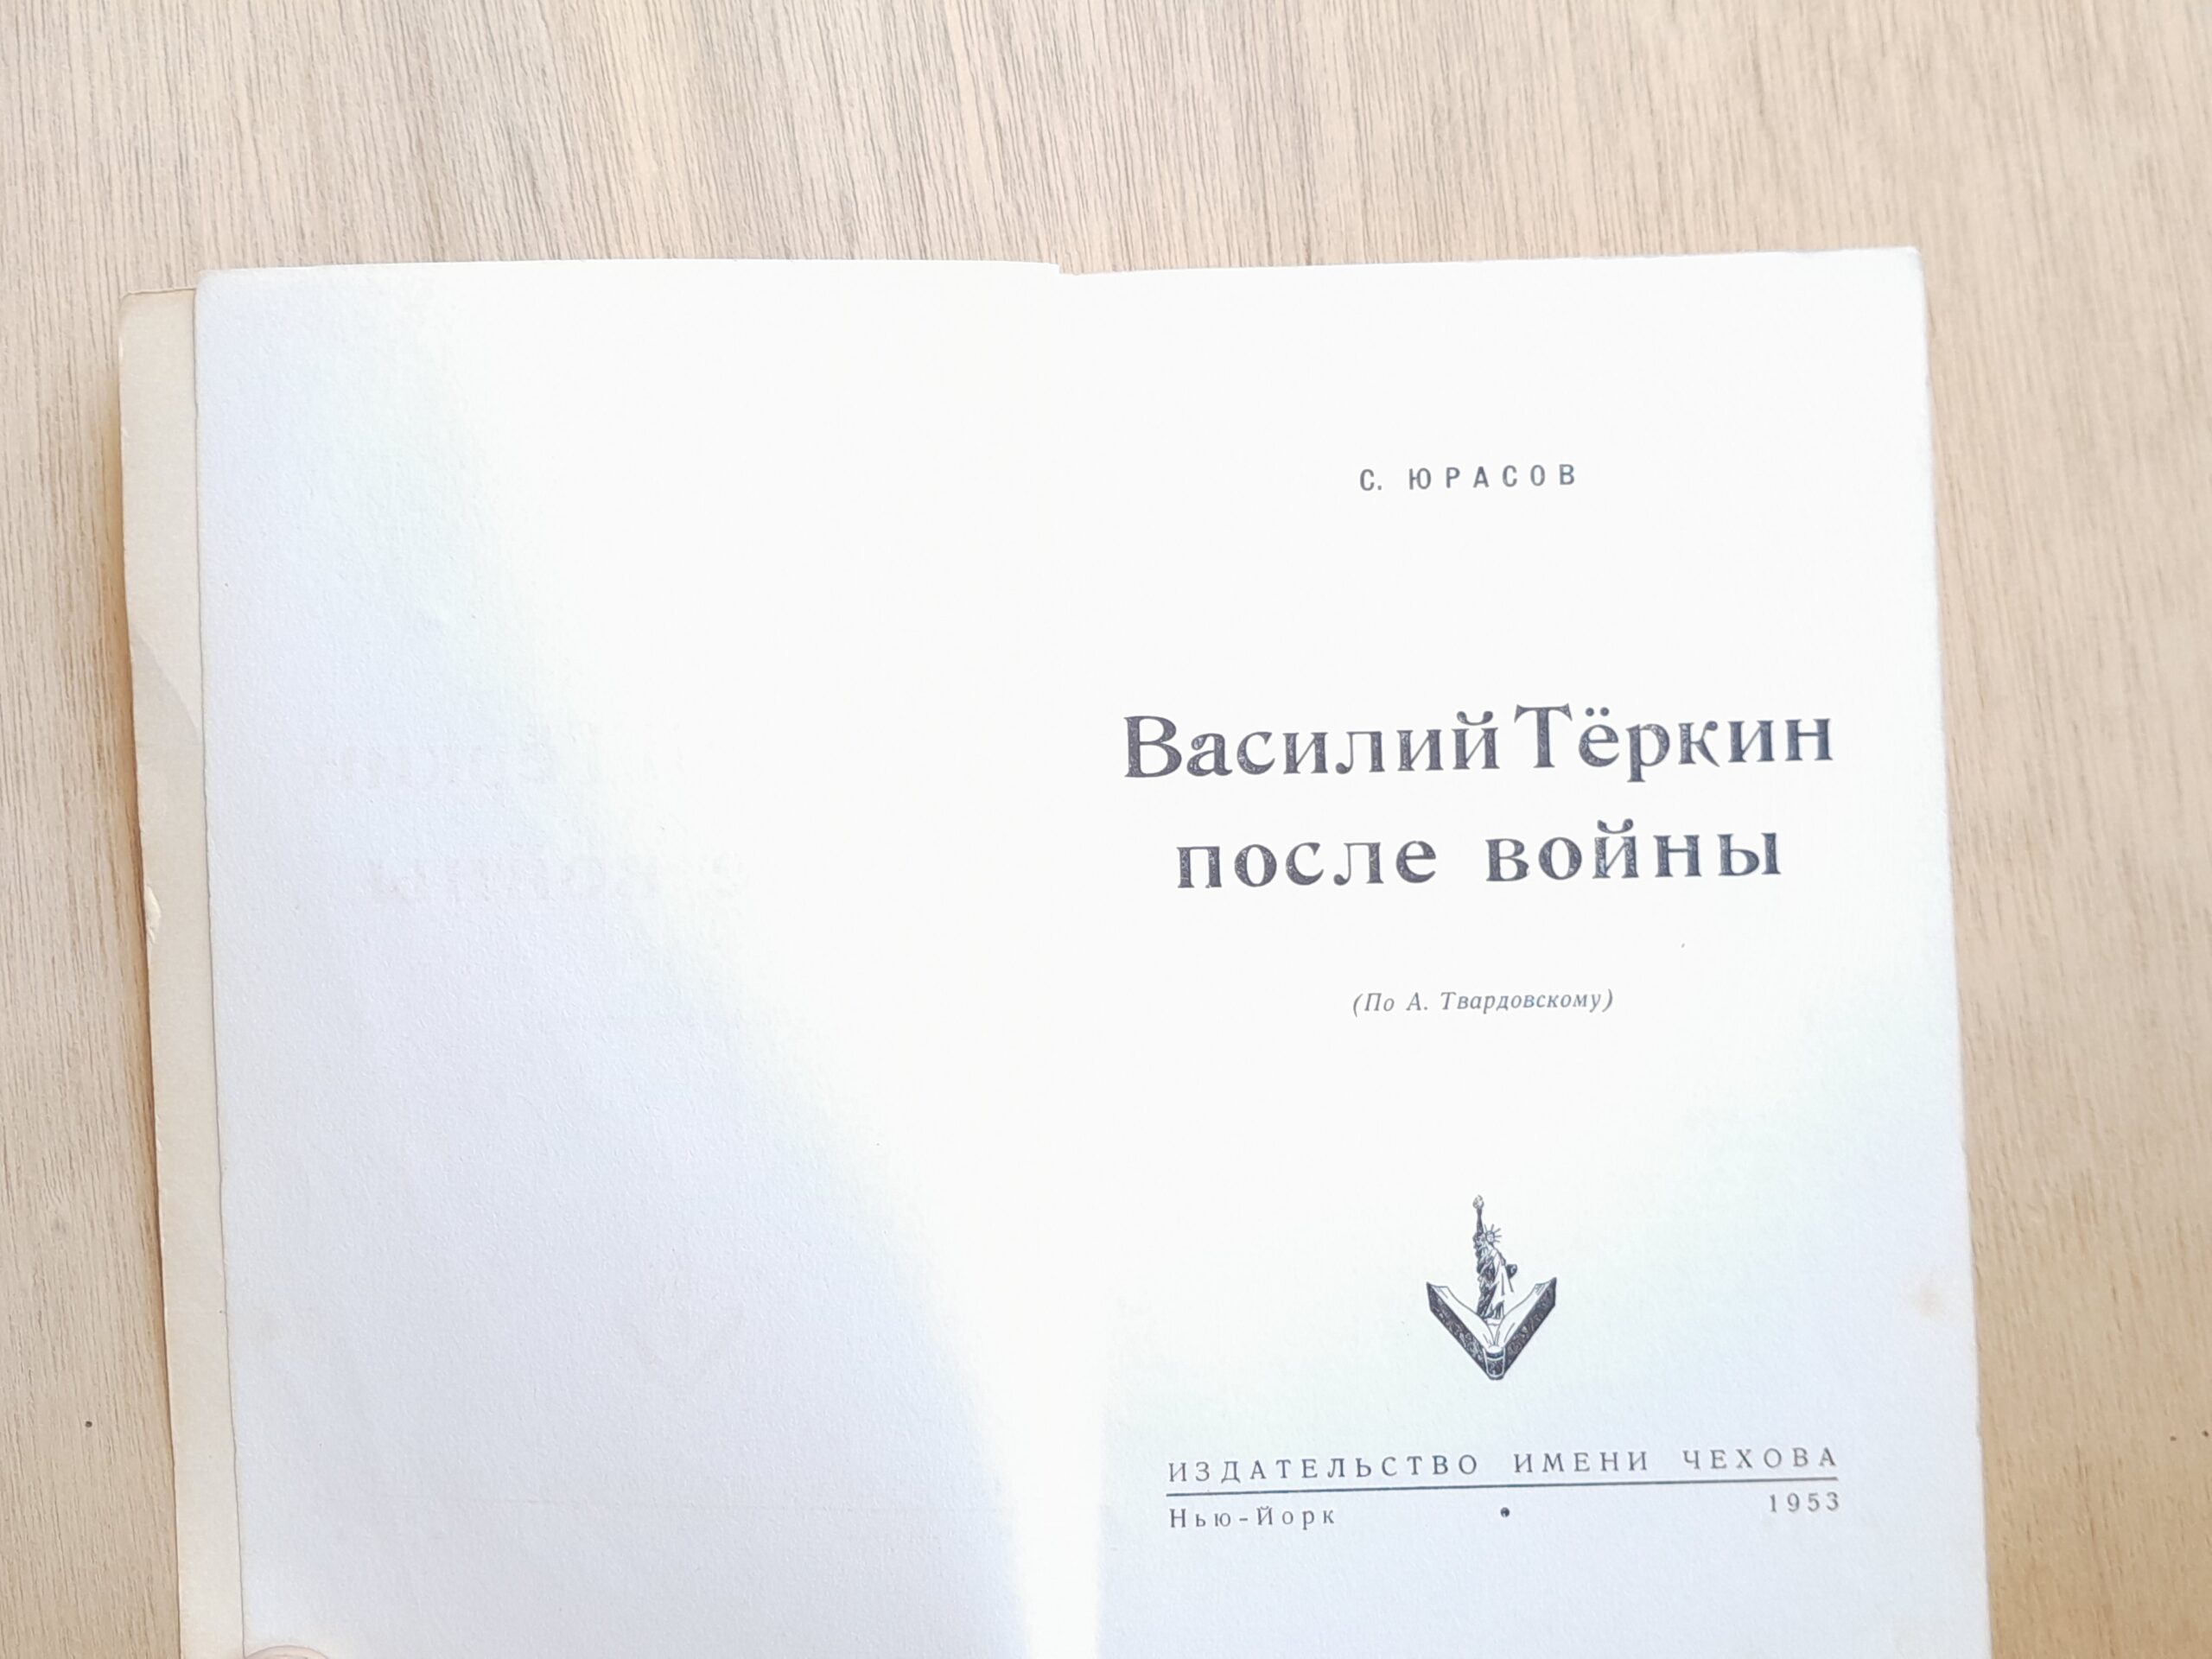 С. ЮРАСОВ
Василий Тёркин
после войны
(По А. Твардовскому)
ИЗДАТЕЛЬСТВО ИМЕНИ ЧЕХОВА
Нью-Йорк • 1953